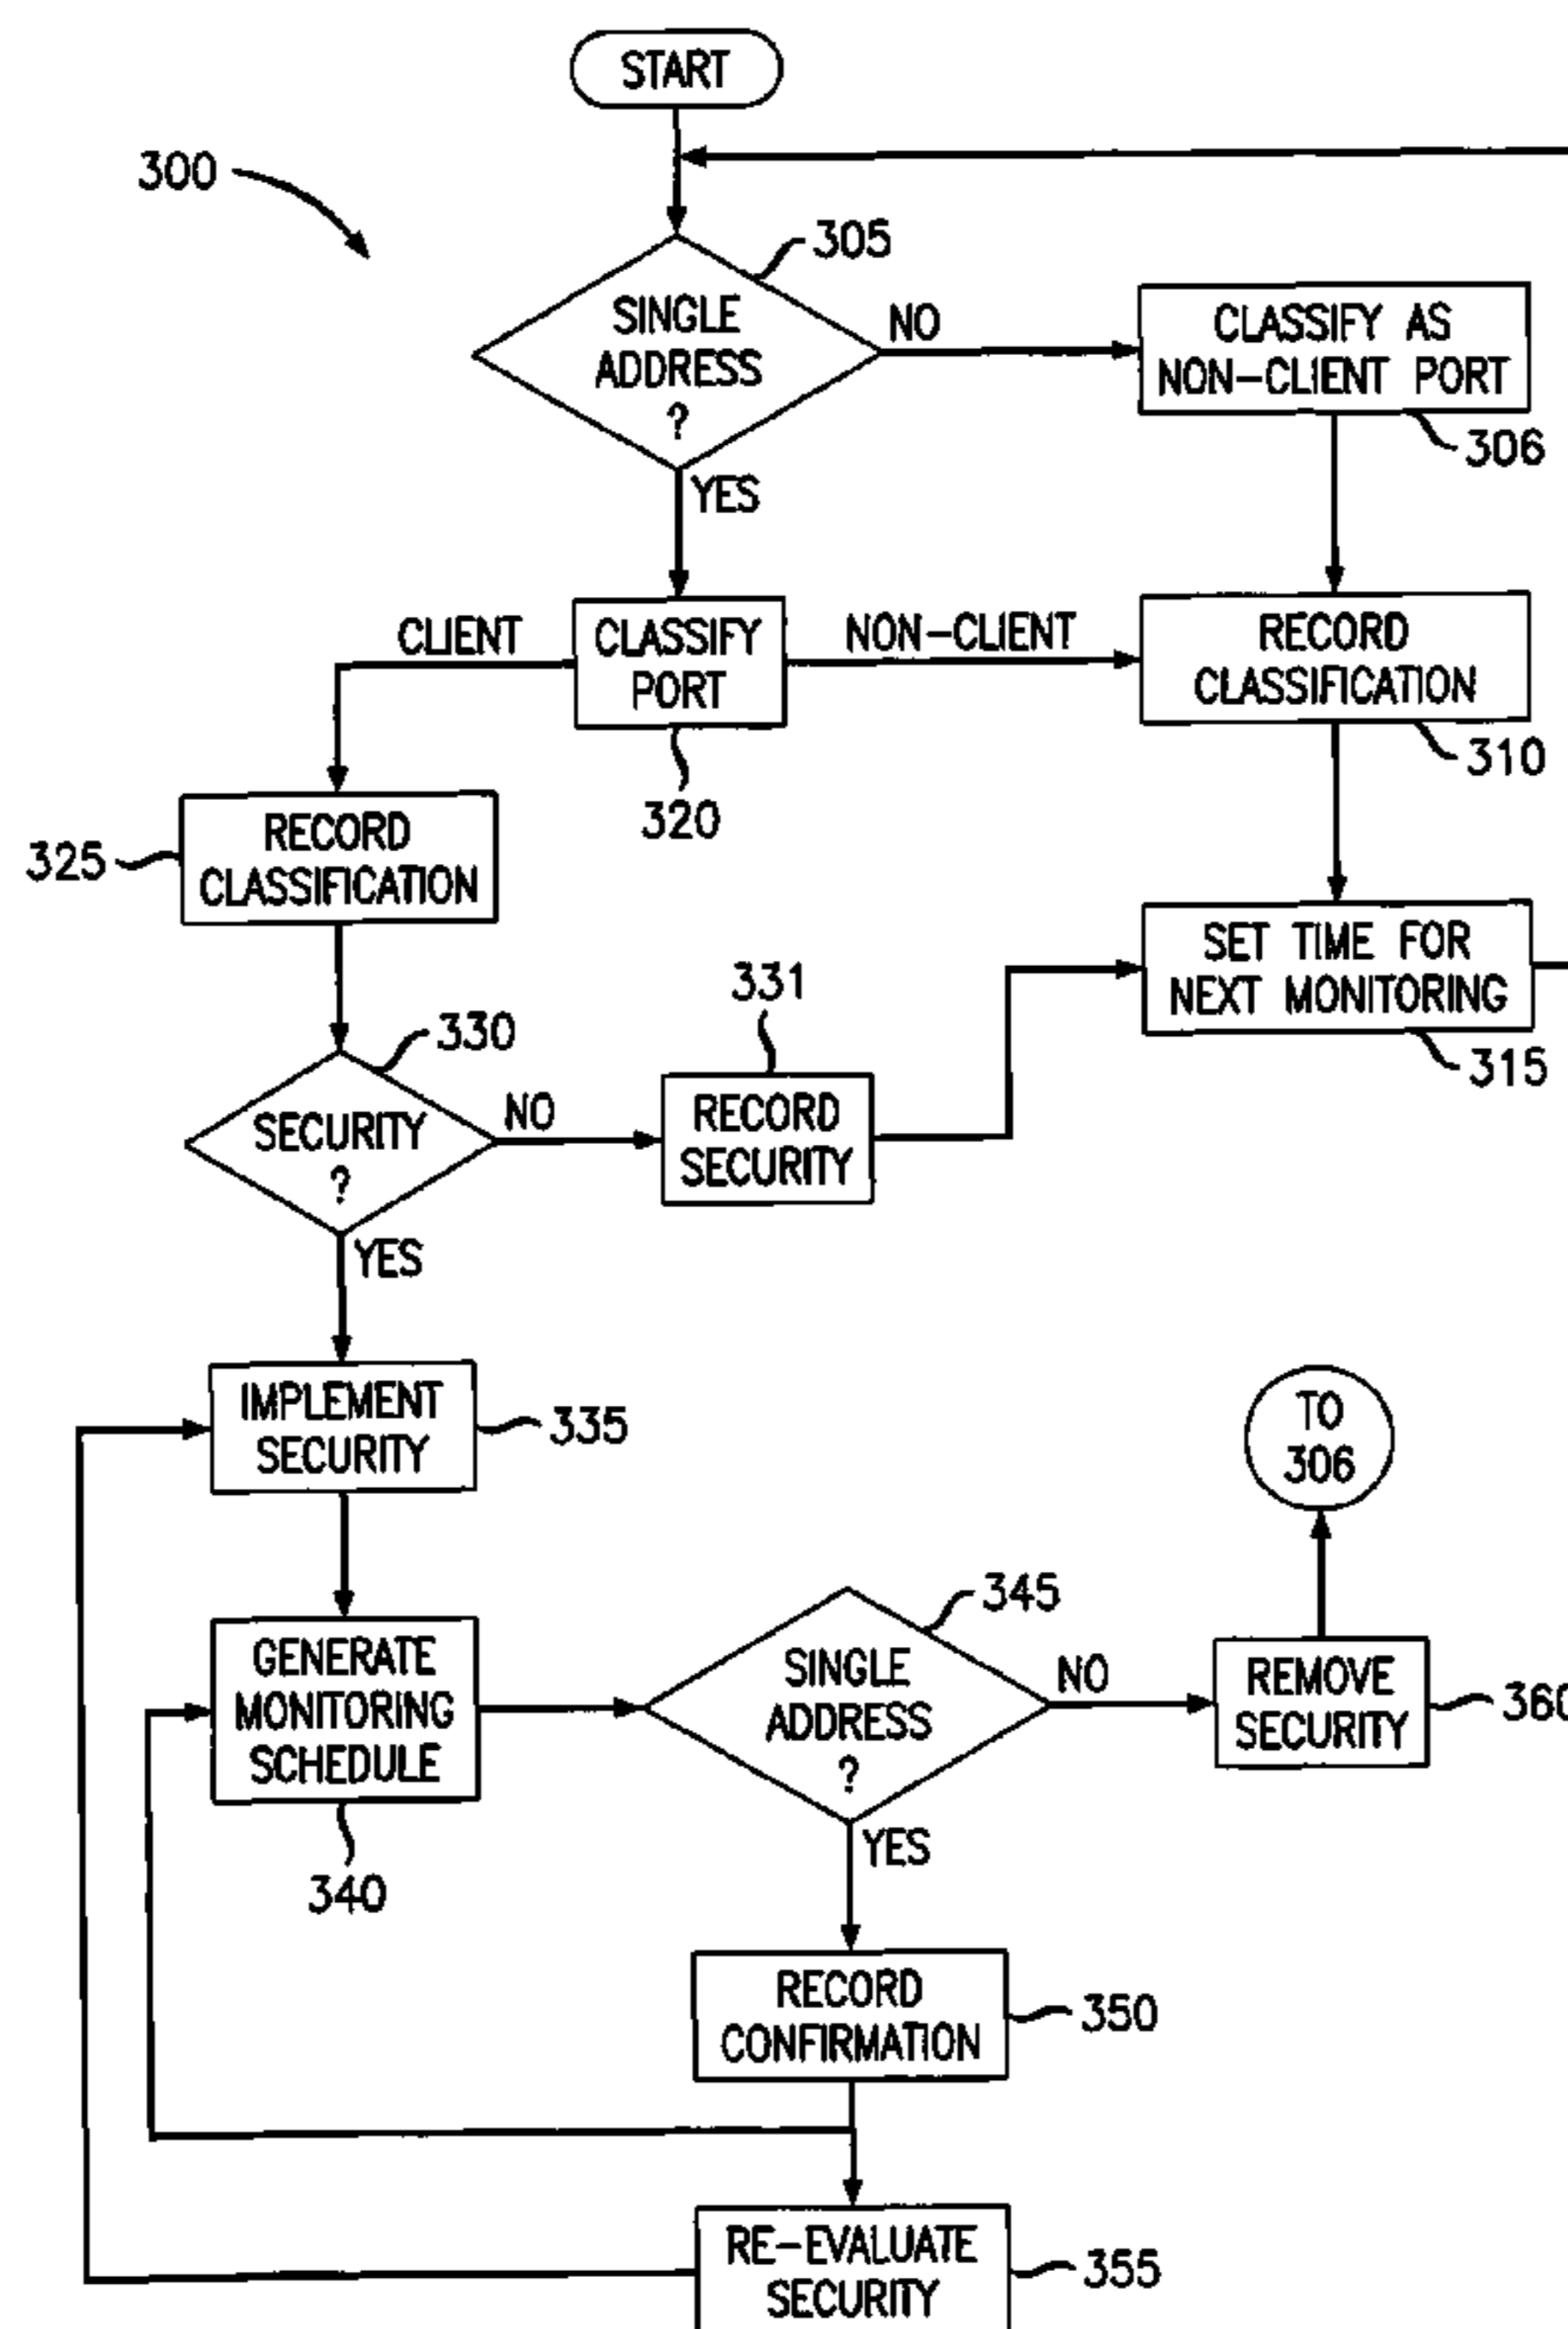 START
300
305
SINGLE
ADDRESS
?
NO
CLASSIFY AS
NON-CLIENT PORT
306
YES
CLIENT
CLASSIFY
PORT
NON-CLIENT
RECORD
CLASSIFICATION
310
320
325
RECORD
CLASSIFICATION
SET TIME FOR
NEXT MONITORING
315
330
SECURITY
?
NO
331
RECORD
SECURITY
YES
IMPLEMENT
SECURITY
335
TO
306
GENERATE
MONITORING
SCHEDULE
340
345
SINGLE
ADDRESS
?
NO
REMOVE
SECURITY
360
YES
RECORD
CONFIRMATION
350
RE-EVALUATE
SECURITY
355